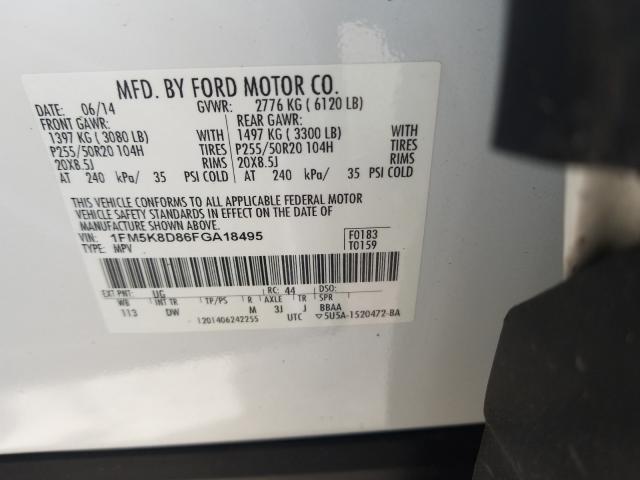 MFD. BY FORD MOTOR CO.
DATE: 06/14 GVWR: 2776 KG ( 6120 LB)
FRONT GAWR: REAR GAWR:
1397 KG ( 3080 LB) WITH 1497 KG ( 3300 LB) WITH
P255/50R20 104H TIRES P255/50R20 104H TIRES
20X8.5J RIMS 20X8.5J RIMS
AT 240 kPa/ 35 PSI COLD AT 240 kPa/ 35 PSI COLD
THIS VEHICLE CONFORMS TO ALL APPLICABLE FEDERAL MOTOR
VEHICLE SAFETY STANDARDS IN EFFECT ON THE DATE OF
MANUFACTURE SHOWN ABOVE.
VIN: 1FM5K8D86FGA18495 F0183
TYPE: MPV T0159
EXT PNT: UG RC: 44 DSO:
WB INT TR TP/PS R AXLE TR SPR
113 DW M 3J J BBAA
1201406242255 UTC ▽5U5A-1520472-BA